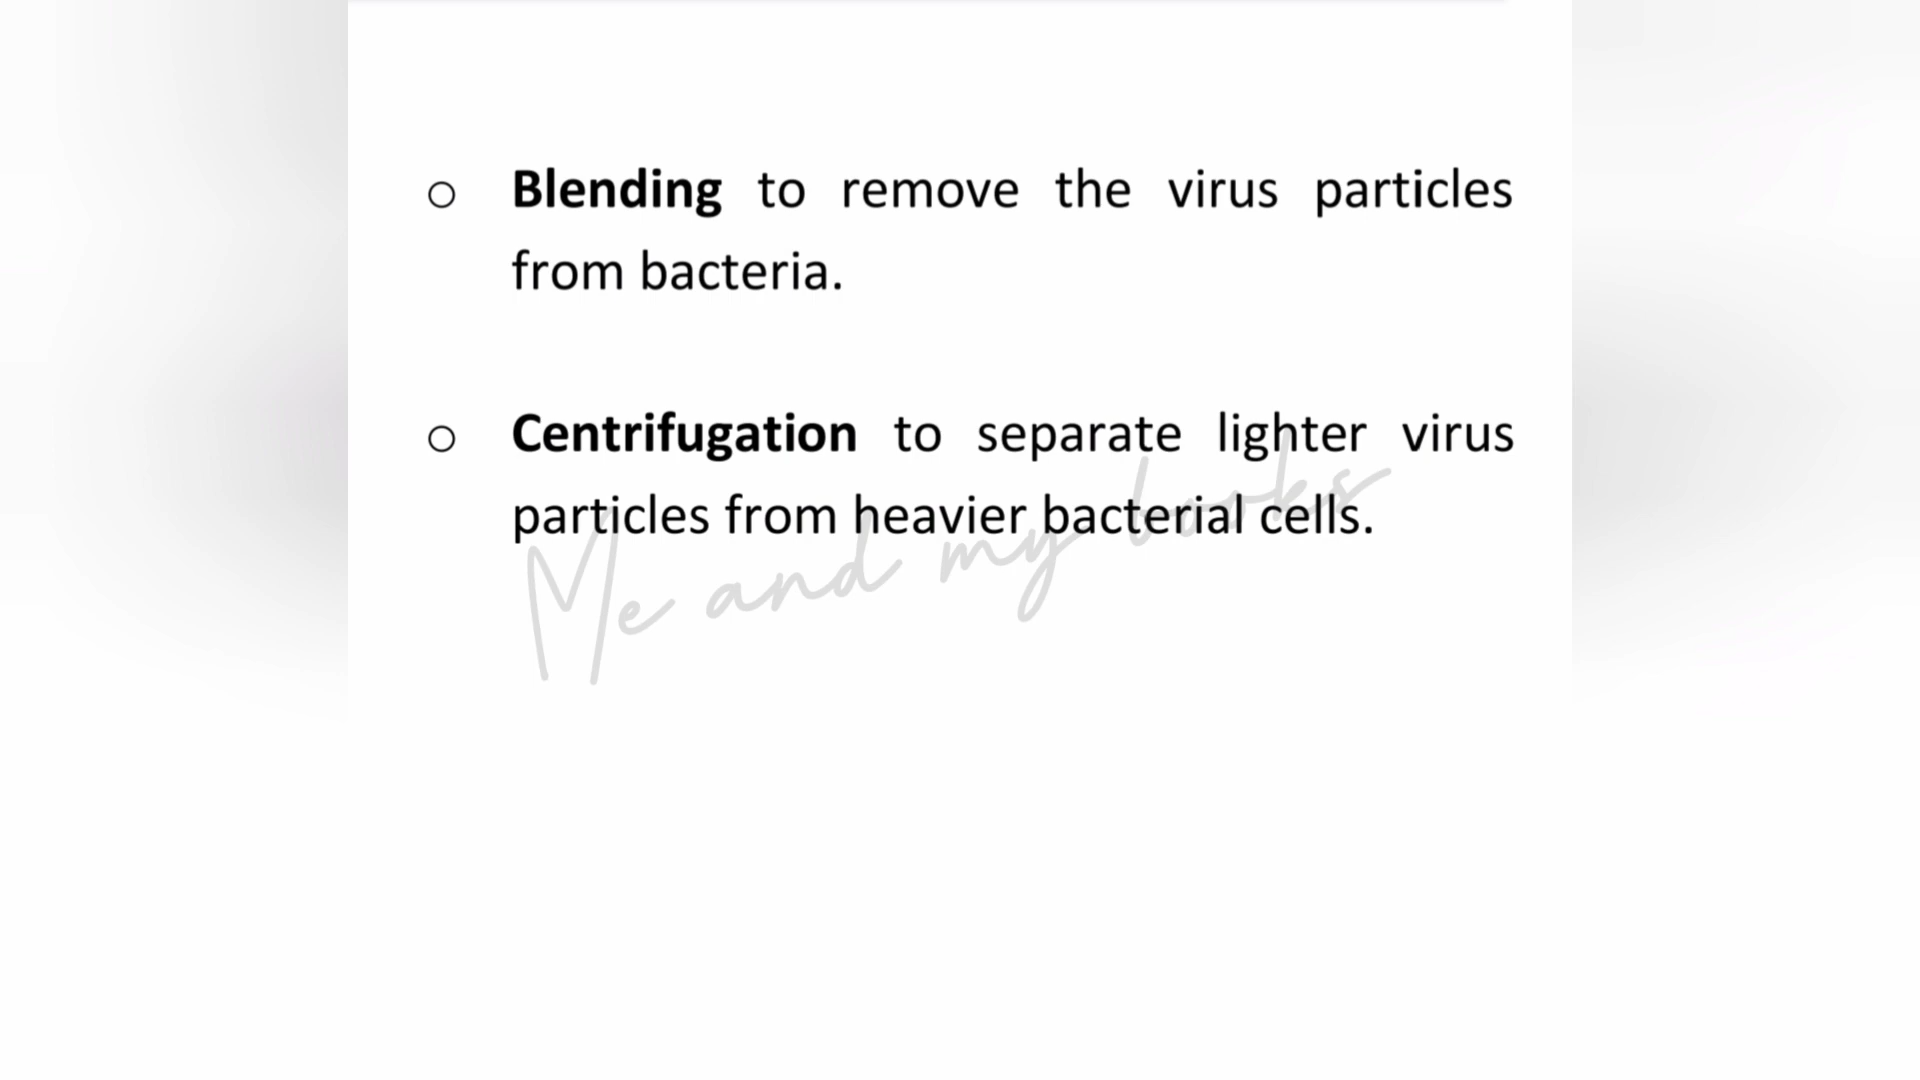 ○ Blending to remove the virus particles
from bacteria.
○ Centrifugation to separate lighter virus
particles from heavier bacterial cells.
Me and my books